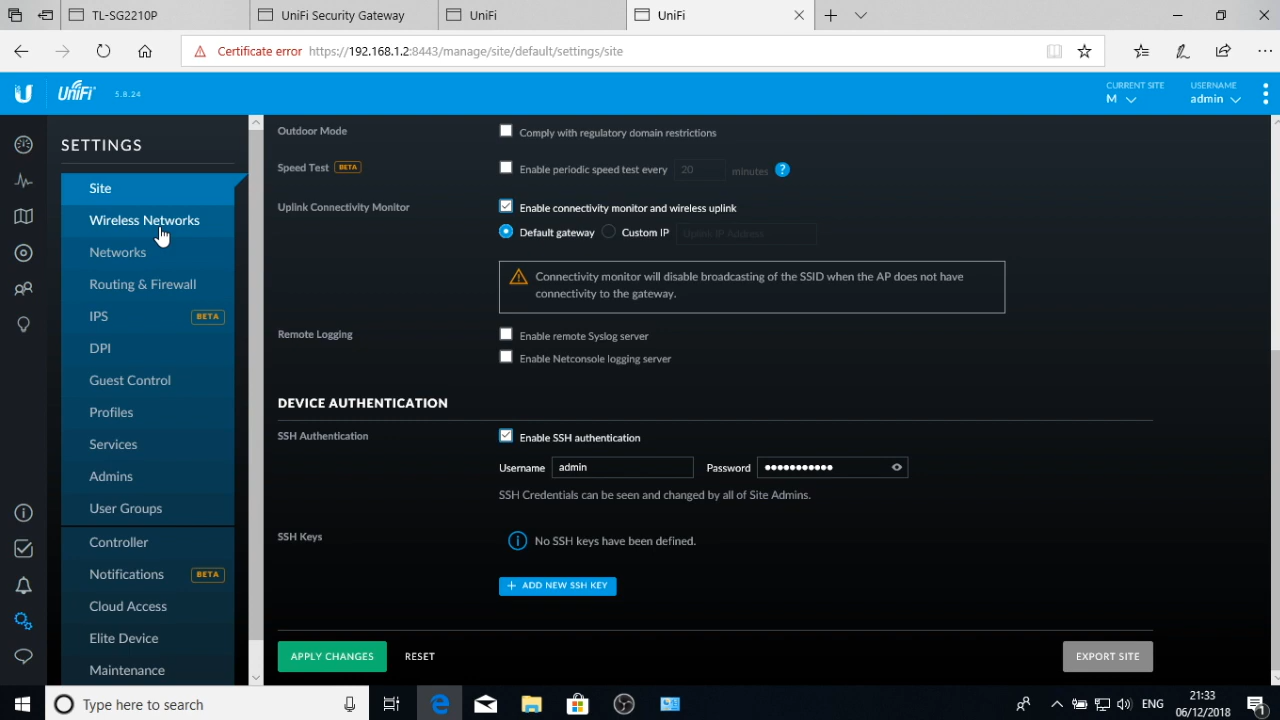 TL-SG2210P
UniFi Security Gateway
UniFi
UniFi
Certificate error https://192.168.1.2:8443/manage/site/default/settings/site
UniFi 5.8.24
CURRENT SITE
M
USERNAME
admin
SETTINGS
Site
Wireless Networks
Networks
Routing & Firewall
IPS BETA
DPI
Guest Control
Profiles
Services
Admins
User Groups
Controller
Notifications BETA
Cloud Access
Elite Device
Maintenance
Outdoor Mode Comply with regulatory domain restrictions
Speed Test BETA Enable periodic speed test every 20 minutes ?
Uplink Connectivity Monitor Enable connectivity monitor and wireless uplink
Default gateway Custom IP Uplink IP Address
Connectivity monitor will disable broadcasting of the SSID when the AP does not have
connectivity to the gateway.
Remote Logging Enable remote Syslog server
Enable Netconsole logging server
DEVICE AUTHENTICATION
SSH Authentication Enable SSH authentication
Username admin Password •••••••••••
SSH Credentials can be seen and changed by all of Site Admins.
SSH Keys No SSH keys have been defined.
+ ADD NEW SSH KEY
APPLY CHANGES RESET EXPORT SITE
Type here to search
ENG
21:33
06/12/2018
1